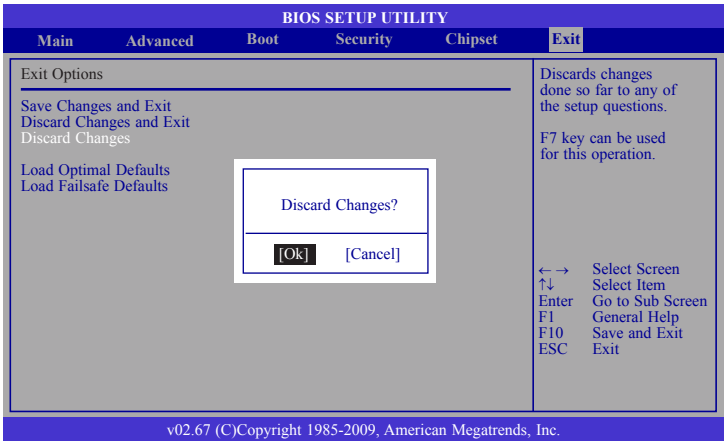 BIOS SETUP UTILITY
Main Advanced Boot Security Chipset Exit
Exit Options
Save Changes and Exit
Discard Changes and Exit
Discard Changes
Load Optimal Defaults
Load Failsafe Defaults
Discard Changes?
[Ok] [Cancel]
Discards changes
done so far to any of
the setup questions.
F7 key can be used
for this operation.
←→ Select Screen
↑↓ Select Item
Enter Go to Sub Screen
F1 General Help
F10 Save and Exit
ESC Exit
v02.67 (C)Copyright 1985-2009, American Megatrends, Inc.